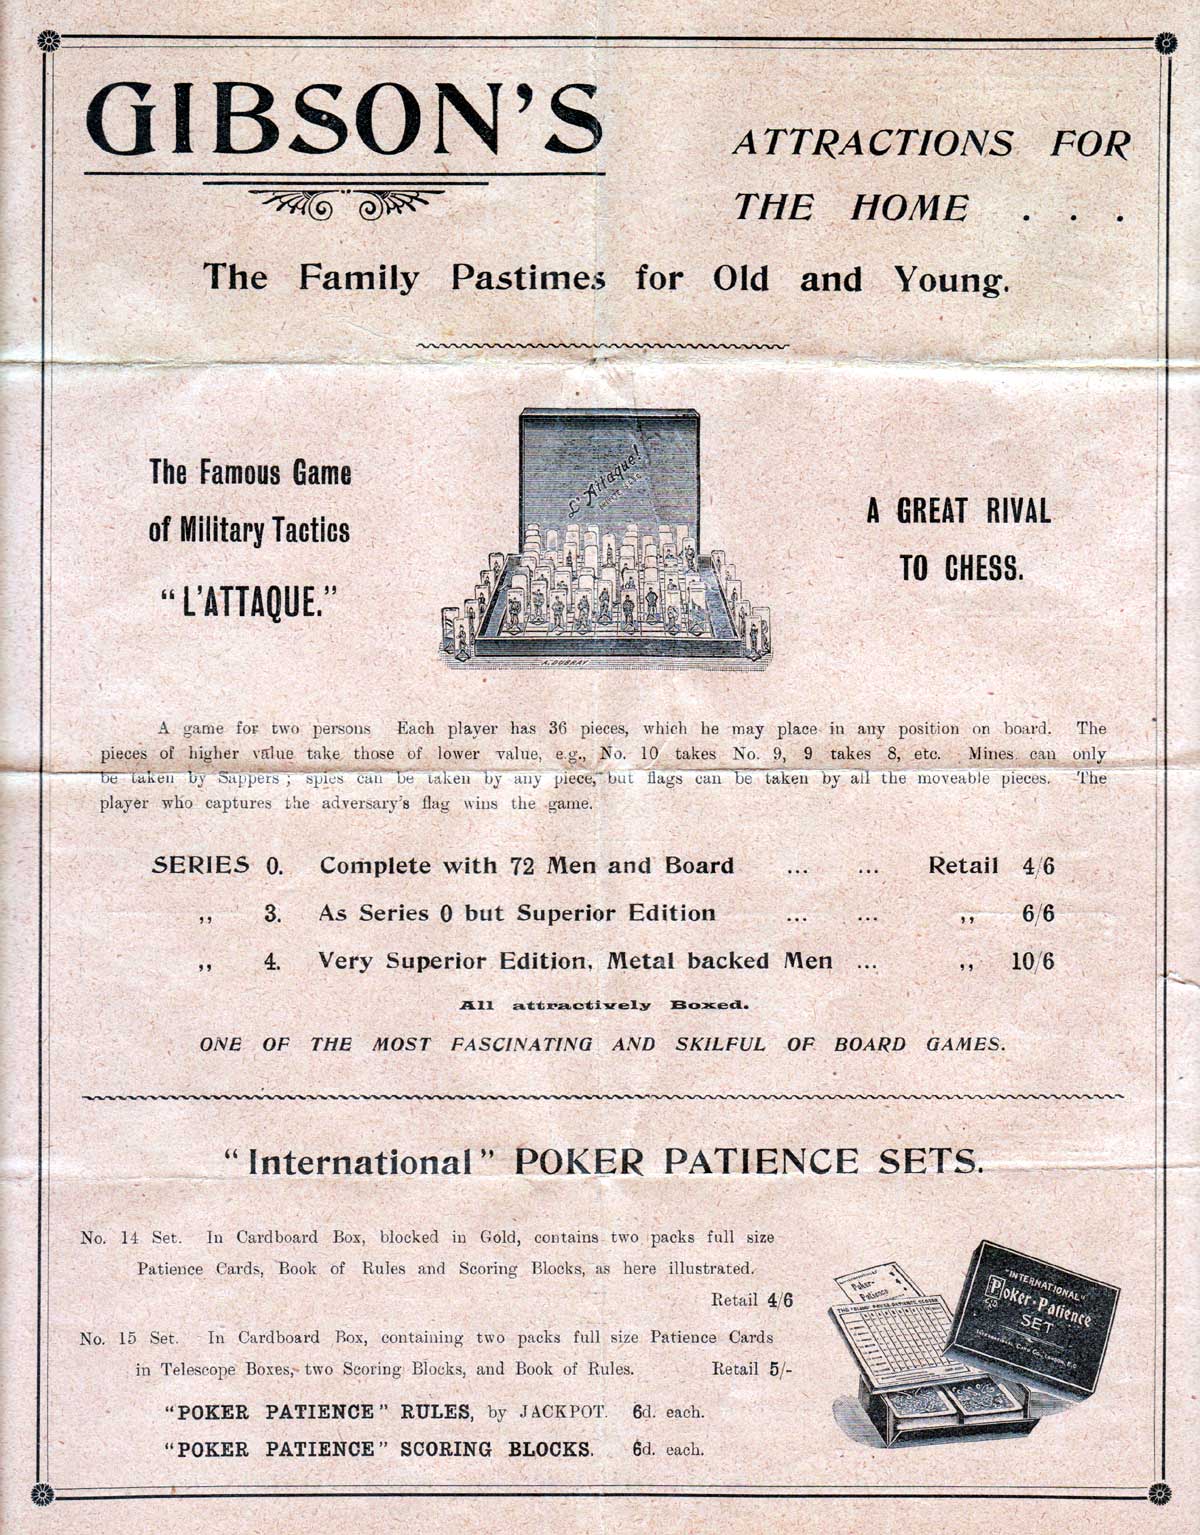 GIBSON'S
ATTRACTIONS FOR
THE HOME . . .
The Family Pastimes for Old and Young.
The Famous Game
of Military Tactics
"L'ATTAQUE."
L'Attaque!
A. DUBRAY
A GREAT RIVAL
TO CHESS.
A game for two persons Each player has 36 pieces, which he may place in any position on board. The
pieces of higher value take those of lower value, e.g., No. 10 takes No. 9, 9 takes 8, etc. Mines can only
be taken by Sappers; spies can be taken by any piece, but flags can be taken by all the moveable pieces. The
player who captures the adversary's flag wins the game.
SERIES 0. Complete with 72 Men and Board ... ... Retail 4/6
,, 3. As Series 0 but Superior Edition ... ... ,, 6/6
,, 4. Very Superior Edition, Metal backed Men ... ,, 10/6
All attractively Boxed.
ONE OF THE MOST FASCINATING AND SKILFUL OF BOARD GAMES.
"International" POKER PATIENCE SETS.
No. 14 Set. In Cardboard Box, blocked in Gold, contains two packs full size
Patience Cards, Book of Rules and Scoring Blocks, as here illustrated.
Retail 4/6
No. 15 Set. In Cardboard Box, containing two packs full size Patience Cards
in Telescope Boxes, two Scoring Blocks, and Book of Rules. Retail 5/-
"POKER PATIENCE" RULES, by JACKPOT. 6d. each.
"POKER PATIENCE" SCORING BLOCKS. 6d. each.
Poker-
Patience
"INTERNATIONAL"
Poker-Patience
SET